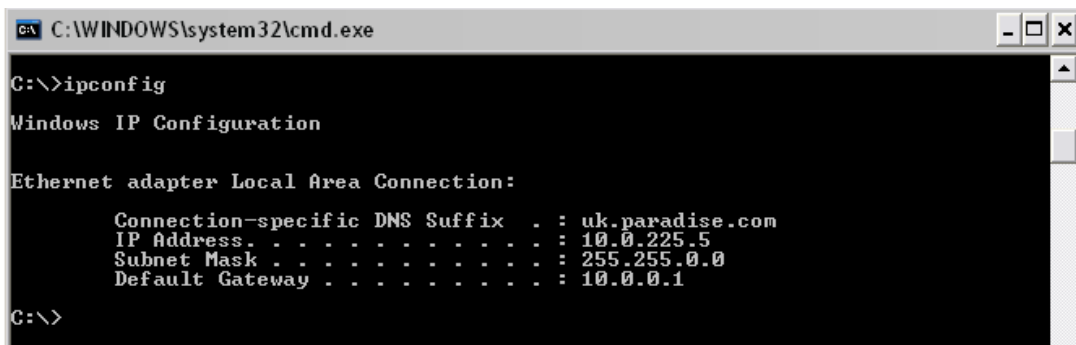 C:\WINDOWS\system32\cmd.exe
C:\>ipconfig
Windows IP Configuration
Ethernet adapter Local Area Connection:
Connection-specific DNS Suffix . : uk.paradise.com
IP Address. . . . . . . . . . . . : 10.0.225.5
Subnet Mask . . . . . . . . . . . : 255.255.0.0
Default Gateway . . . . . . . . . : 10.0.0.1
C:\>